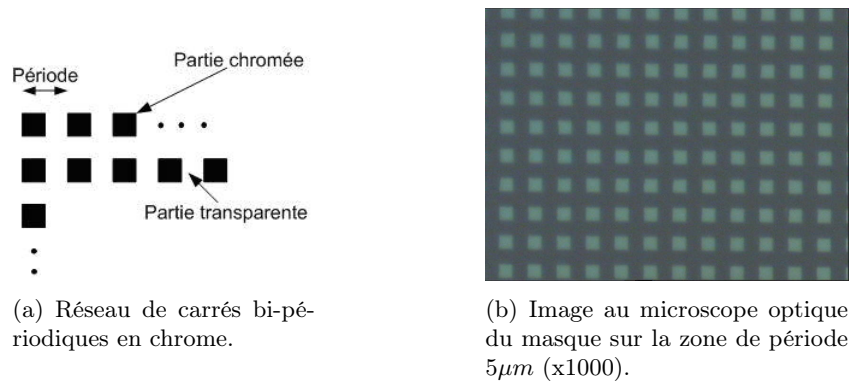 Période
Partie chromée
Partie transparente
(a) Réseau de carrés bi-pé-
riodiques en chrome.
(b) Image au microscope optique
du masque sur la zone de période
5μm (x1000).